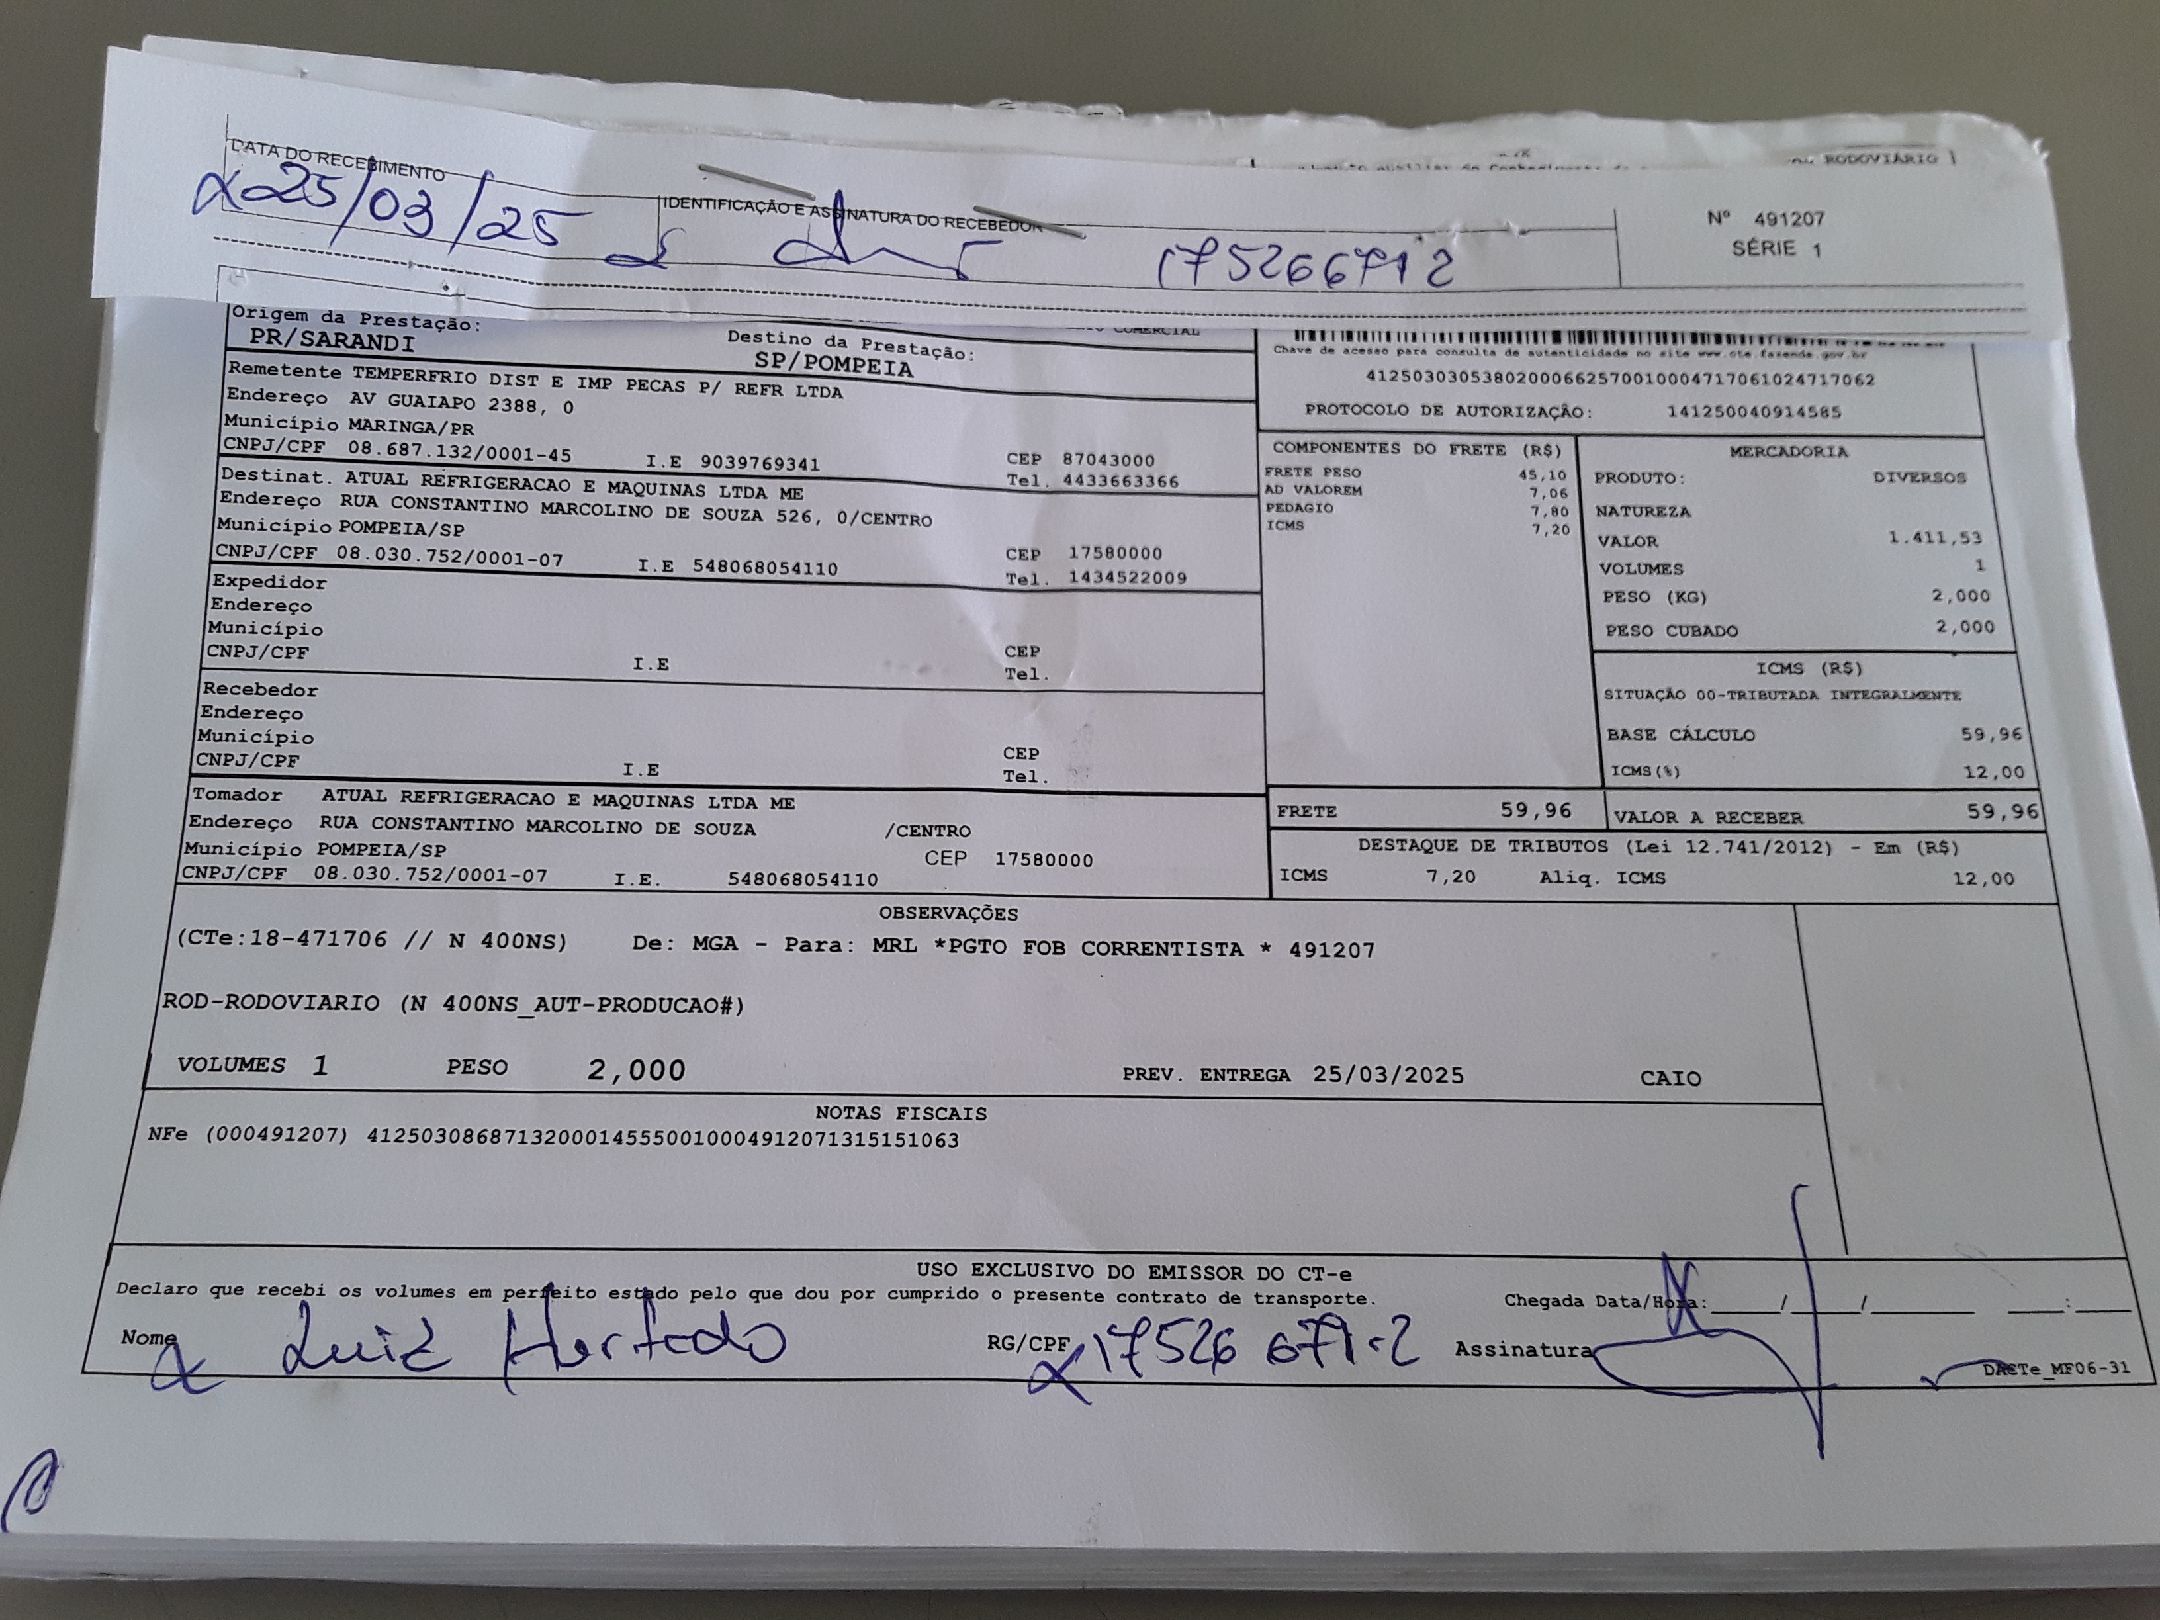 RODOVIÁRIO
DATA DO RECEBIMENTO
25/03/25
IDENTIFICAÇÃO E ASSINATURA DO RECEBEDOR
175266712
Nº 491207
SÉRIE 1
Origem da Prestação:
PR/SARANDI
Destino da Prestação:
SP/POMPEIA
COMERCIAL
Chave de acesso para consulta de autenticidade no site www.cte.fazenda.gov.br
41250303053802000662570010004717061024717062
PROTOCOLO DE AUTORIZAÇÃO: 141250040914585
Remetente TEMPERFRIO DIST E IMP PECAS P/ REFR LTDA
Endereço AV GUAIAPO 2388, 0
Município MARINGA/PR
CNPJ/CPF 08.687.132/0001-45 I.E 9039769341
CEP 87043000
Tel. 4433663366
Destinat. ATUAL REFRIGERACAO E MAQUINAS LTDA ME
Endereço RUA CONSTANTINO MARCOLINO DE SOUZA 526, 0/CENTRO
Município POMPEIA/SP
CNPJ/CPF 08.030.752/0001-07 I.E 548068054110
CEP 17580000
Tel. 1434522009
Expedidor
Endereço
Município
CNPJ/CPF I.E
CEP
Tel.
Recebedor
Endereço
Município
CNPJ/CPF I.E
CEP
Tel.
Tomador ATUAL REFRIGERACAO E MAQUINAS LTDA ME
Endereço RUA CONSTANTINO MARCOLINO DE SOUZA /CENTRO
Município POMPEIA/SP CEP 17580000
CNPJ/CPF 08.030.752/0001-07 I.E. 548068054110
COMPONENTES DO FRETE (R$)
FRETE PESO 45,10
AD VALOREM 7,06
PEDAGIO 7,80
ICMS 7,20
MERCADORIA
PRODUTO: DIVERSOS
NATUREZA
VALOR 1.411,53
VOLUMES 1
PESO (KG) 2,000
PESO CUBADO 2,000
ICMS (R$)
SITUAÇÃO 00-TRIBUTADA INTEGRALMENTE
BASE CÁLCULO 59,96
ICMS(%) 12,00
FRETE 59,96
VALOR A RECEBER 59,96
DESTAQUE DE TRIBUTOS (Lei 12.741/2012) - Em (R$)
ICMS 7,20 Aliq. ICMS 12,00
OBSERVAÇÕES
(CTe:18-471706 // N 400NS) De: MGA - Para: MRL *PGTO FOB CORRENTISTA * 491207
ROD-RODOVIARIO (N 400NS_AUT-PRODUCAO#)
VOLUMES 1 PESO 2,000 PREV. ENTREGA 25/03/2025 CAIO
NOTAS FISCAIS
NFe (000491207) 41250308687132000145550010004912071315151063
USO EXCLUSIVO DO EMISSOR DO CT-e
Declaro que recebi os volumes em perfeito estado pelo que dou por cumprido o presente contrato de transporte.
Chegada Data/Hora: ____/____/________ ____:____
Nome Luiz Hurtado RG/CPF 17526 671-2 Assinatura
DACTe_MF06-31